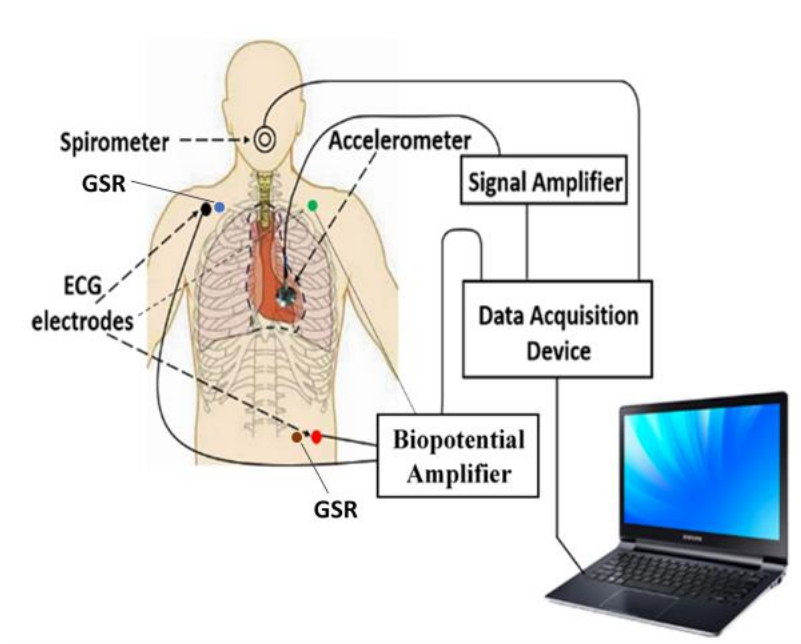 Spirometer
Accelerometer
GSR
Signal Amplifier
ECG
electrodes
Data Acquisition
Device
Biopotential
Amplifier
GSR
SAMSUNG